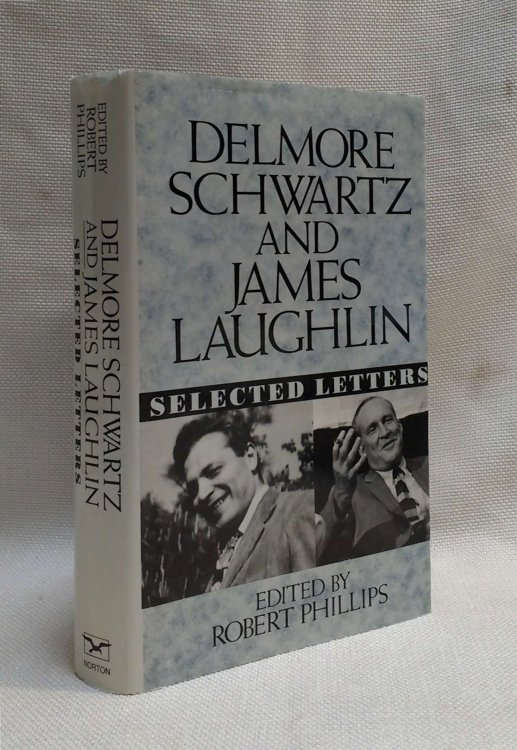 DELMORE
SCHWARTZ
AND
JAMES
LAUGHLIN
SELECTED LETTERS
EDITED BY
ROBERT PHILLIPS
EDITED BY
ROBERT
PHILLIPS
DELMORE SCHWARTZ
AND JAMES LAUGHLIN
SELECTED LETTERS
NORTON